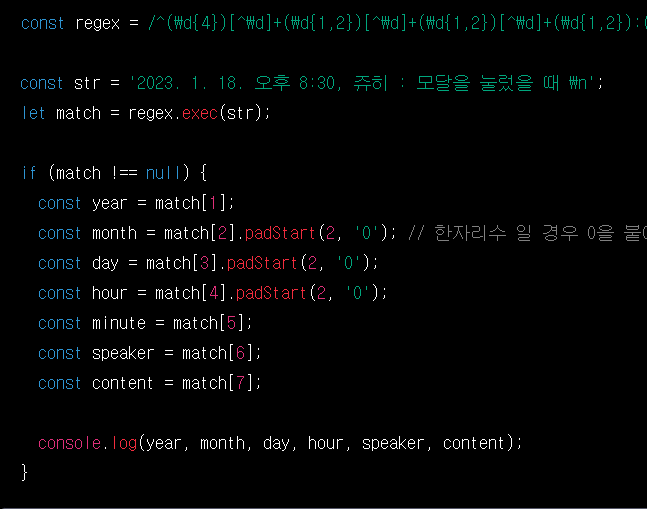 const regex = /^(₩d{4})[^₩d]+(₩d{1,2})[^₩d]+(₩d{1,2})[^₩d]+(₩d{1,2}):(
const str = '2023. 1. 18. 오후 8:30, 쥬히 : 모달을 눌렀을 때 ₩n';
let match = regex.exec(str);
if (match !== null) {
const year = match[1];
const month = match[2].padStart(2, '0'); // 한자리수 일 경우 0을 붙여
const day = match[3].padStart(2, '0');
const hour = match[4].padStart(2, '0');
const minute = match[5];
const speaker = match[6];
const content = match[7];
console.log(year, month, day, hour, speaker, content);
}